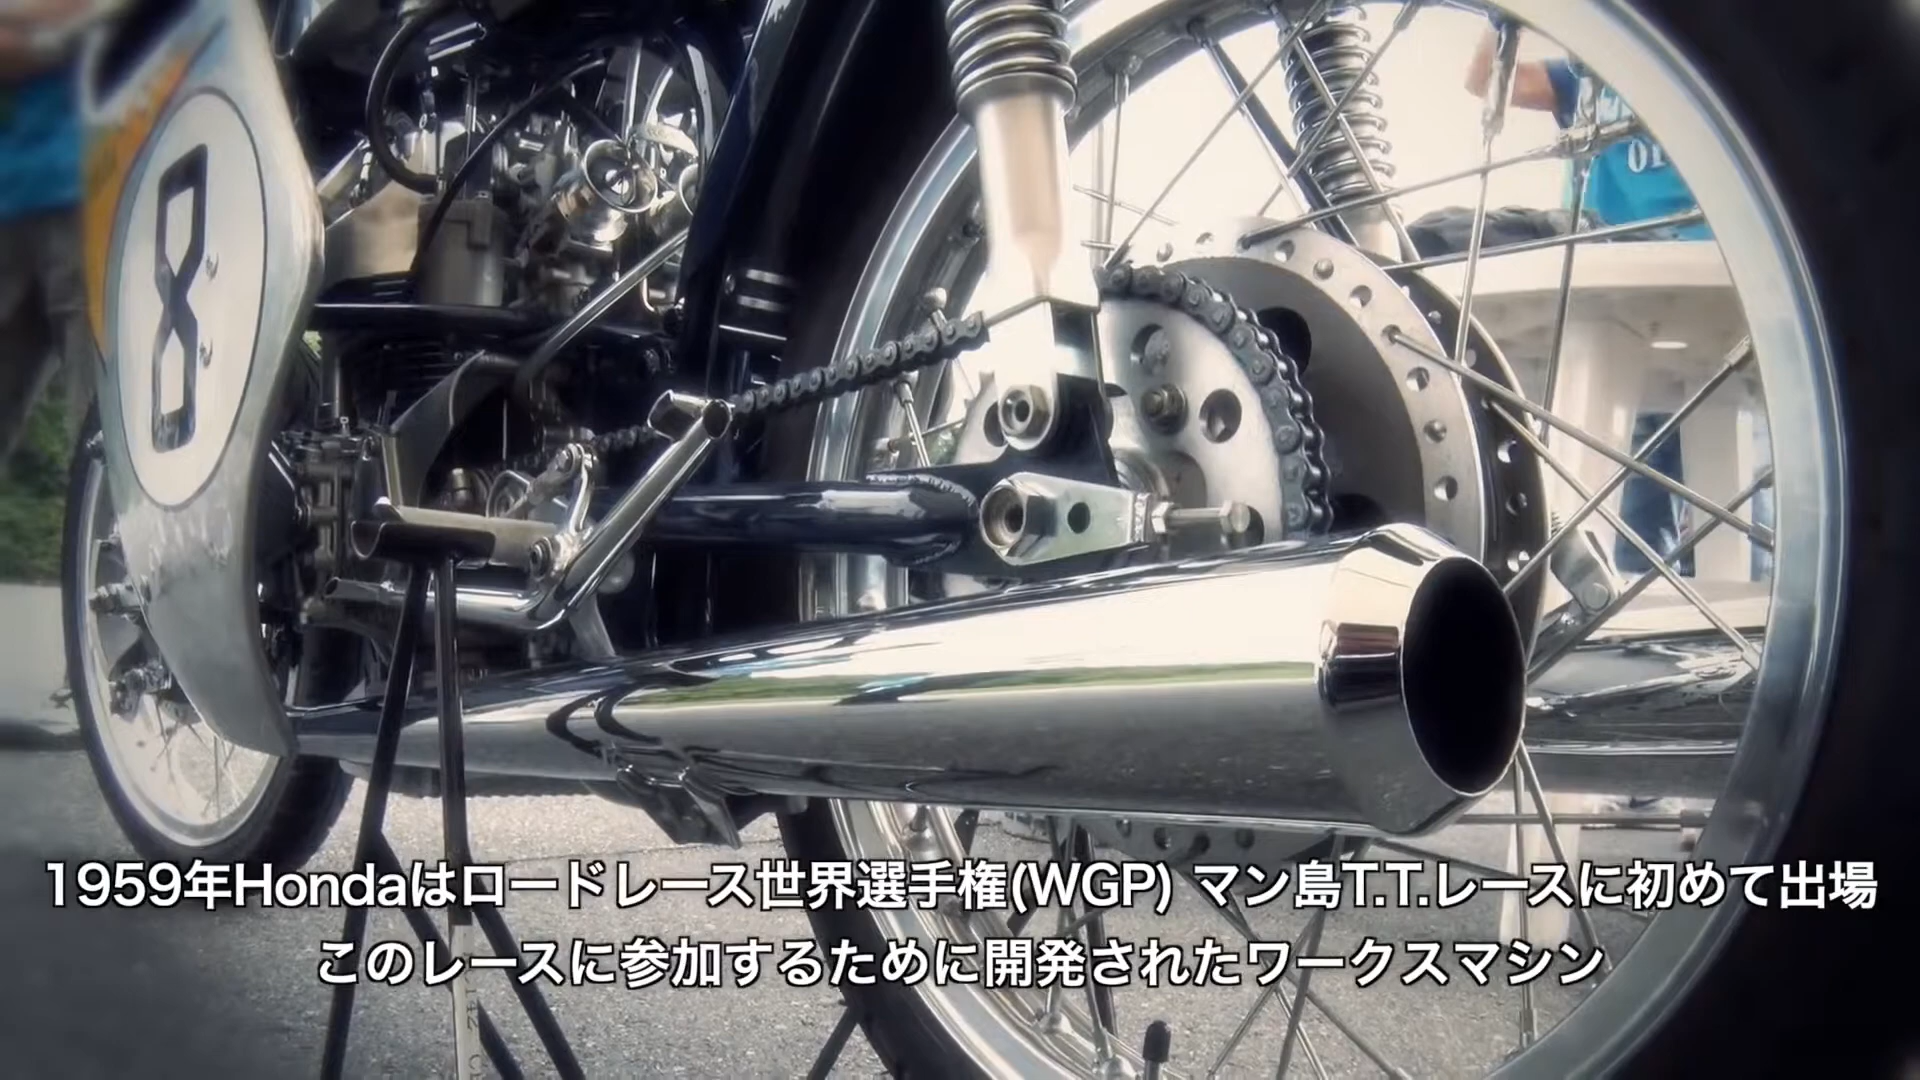 8
1959年Hondaはロードレース世界選手権(WGP) マン島T.T.レースに初めて出場
このレースに参加するために開発されたワークスマシン